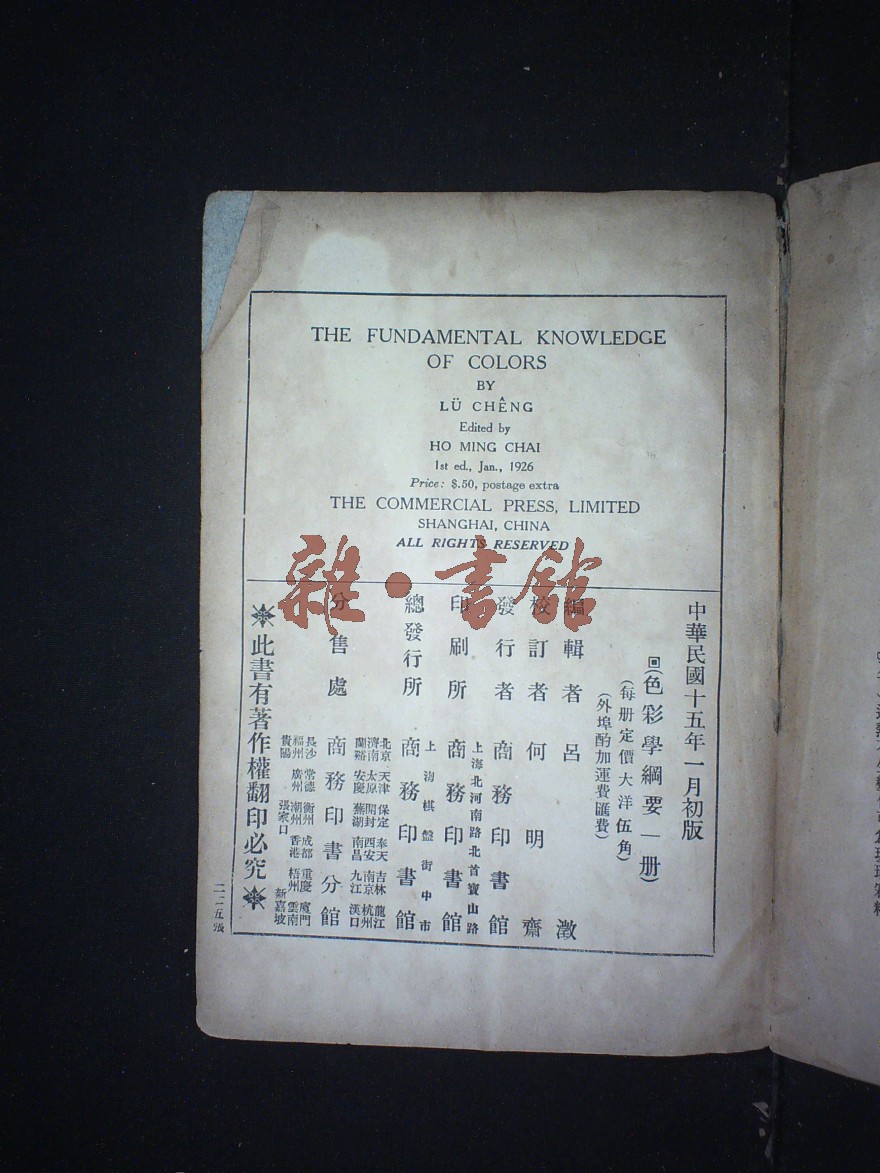 THE FUNDAMENTAL KNOWLEDGE
OF COLORS
BY
LÜ CHÊNG
Edited by
HO MING CHAI
1st ed., Jan., 1926
Price: $.50, postage extra
THE COMMERCIAL PRESS, LIMITED
SHANGHAI, CHINA
ALL RIGHTS RESERVED
雜·書館
中華民國十五年一月初版
(色彩學綱要一册)
(每册定價大洋伍角)
(外埠酌加運費匯費)
編輯者 呂澂
校訂者 何明齋
發行者 商務印書館
上海北河南路北首寶山路
印刷所 商務印書館
上海棋盤街中市
總發行所 商務印書館
北京 天津 保定 奉天 吉林 龍江
濟南 太原 開封 西安 南京 杭州
蘭谿 安慶 蕪湖 南昌 九江 漢口
分售處 商務印書分館
長沙 常德 衡州 成都 重慶 廈門
福州 廣州 潮州 香港 梧州 雲南
貴陽 張家口 新嘉坡
此書有著作權翻印必究